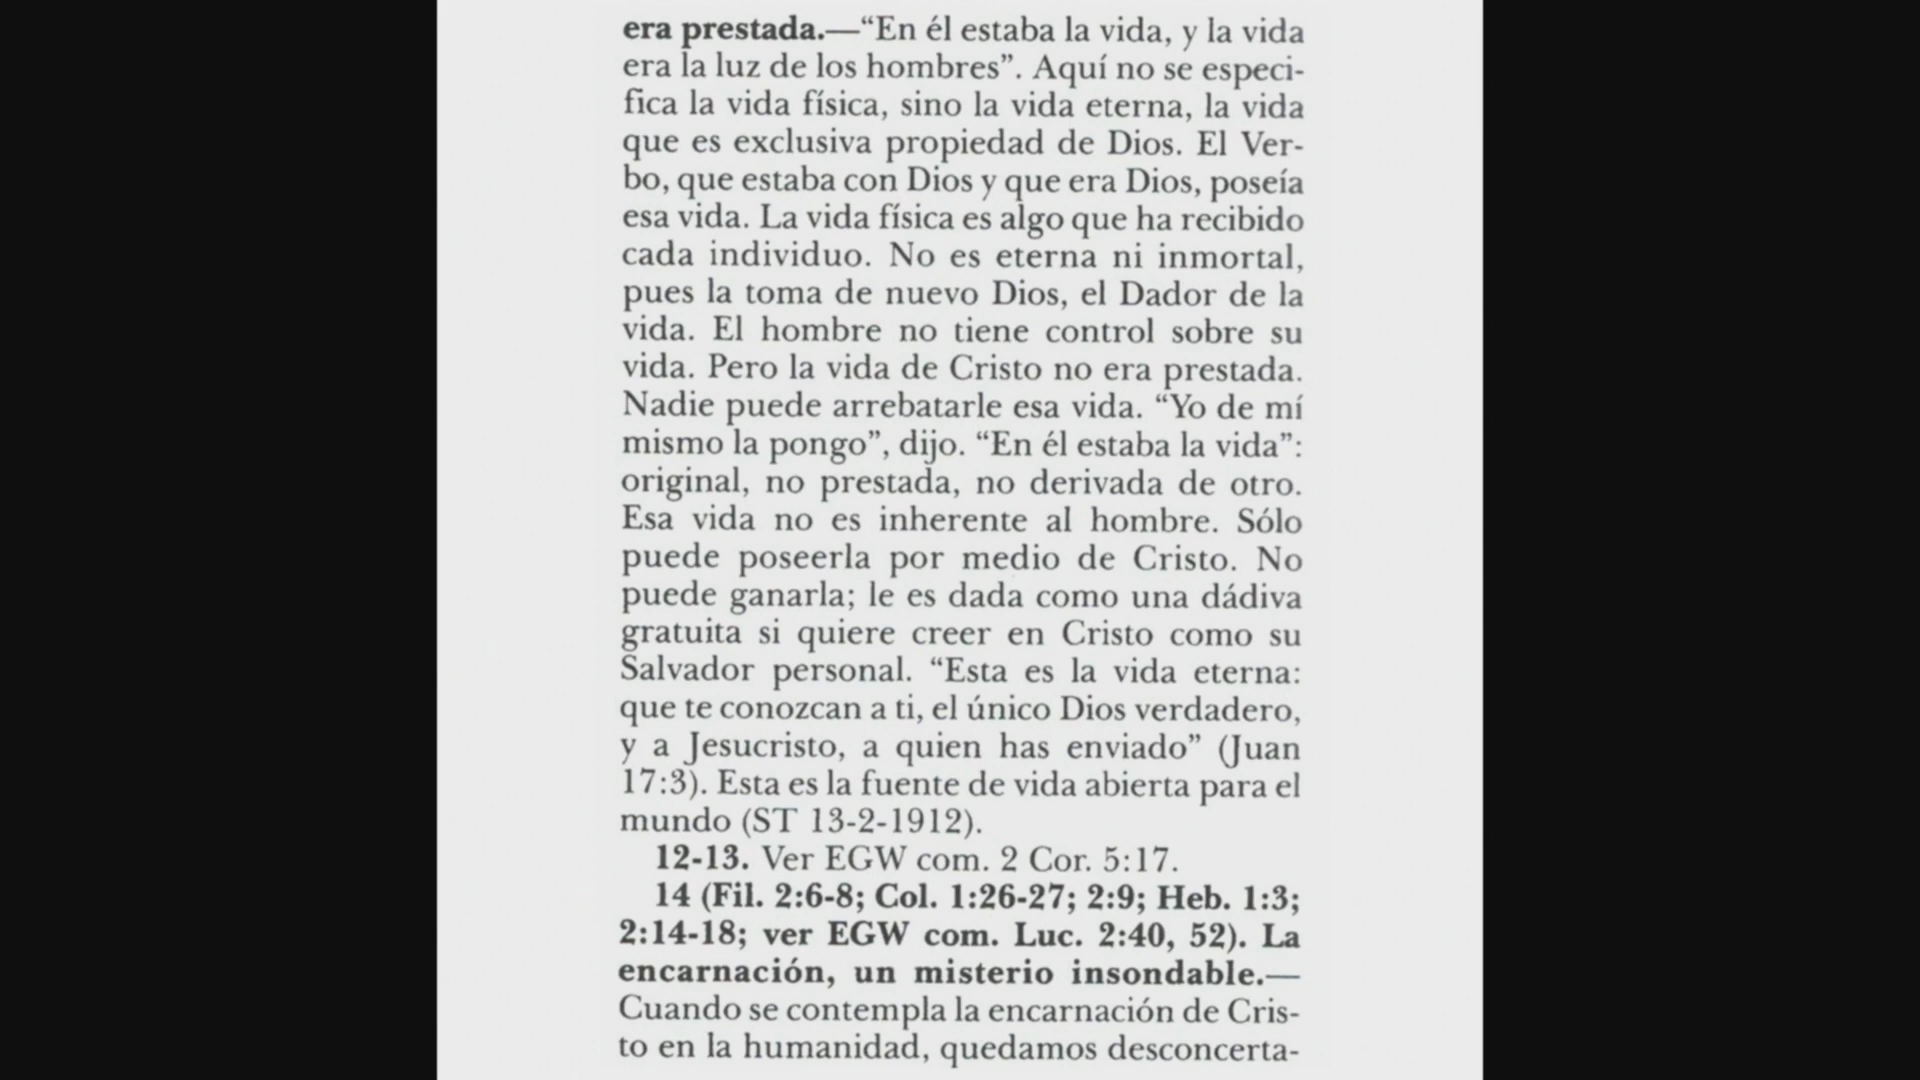 era prestada.—“En él estaba la vida, y la vida
era la luz de los hombres”. Aquí no se especi-
fica la vida física, sino la vida eterna, la vida
que es exclusiva propiedad de Dios. El Ver-
bo, que estaba con Dios y que era Dios, poseía
esa vida. La vida física es algo que ha recibido
cada individuo. No es eterna ni inmortal,
pues la toma de nuevo Dios, el Dador de la
vida. El hombre no tiene control sobre su
vida. Pero la vida de Cristo no era prestada.
Nadie puede arrebatarle esa vida. “Yo de mí
mismo la pongo”, dijo. “En él estaba la vida”:
original, no prestada, no derivada de otro.
Esa vida no es inherente al hombre. Sólo
puede poseerla por medio de Cristo. No
puede ganarla; le es dada como una dádiva
gratuita si quiere creer en Cristo como su
Salvador personal. “Esta es la vida eterna:
que te conozcan a ti, el único Dios verdadero,
y a Jesucristo, a quien has enviado” (Juan
17:3). Esta es la fuente de vida abierta para el
mundo (ST 13-2-1912).
12-13. Ver EGW com. 2 Cor. 5:17.
14 (Fil. 2:6-8; Col. 1:26-27; 2:9; Heb. 1:3;
2:14-18; ver EGW com. Luc. 2:40, 52). La
encarnación, un misterio insondable.—
Cuando se contempla la encarnación de Cris-
to en la humanidad, quedamos desconcerta-